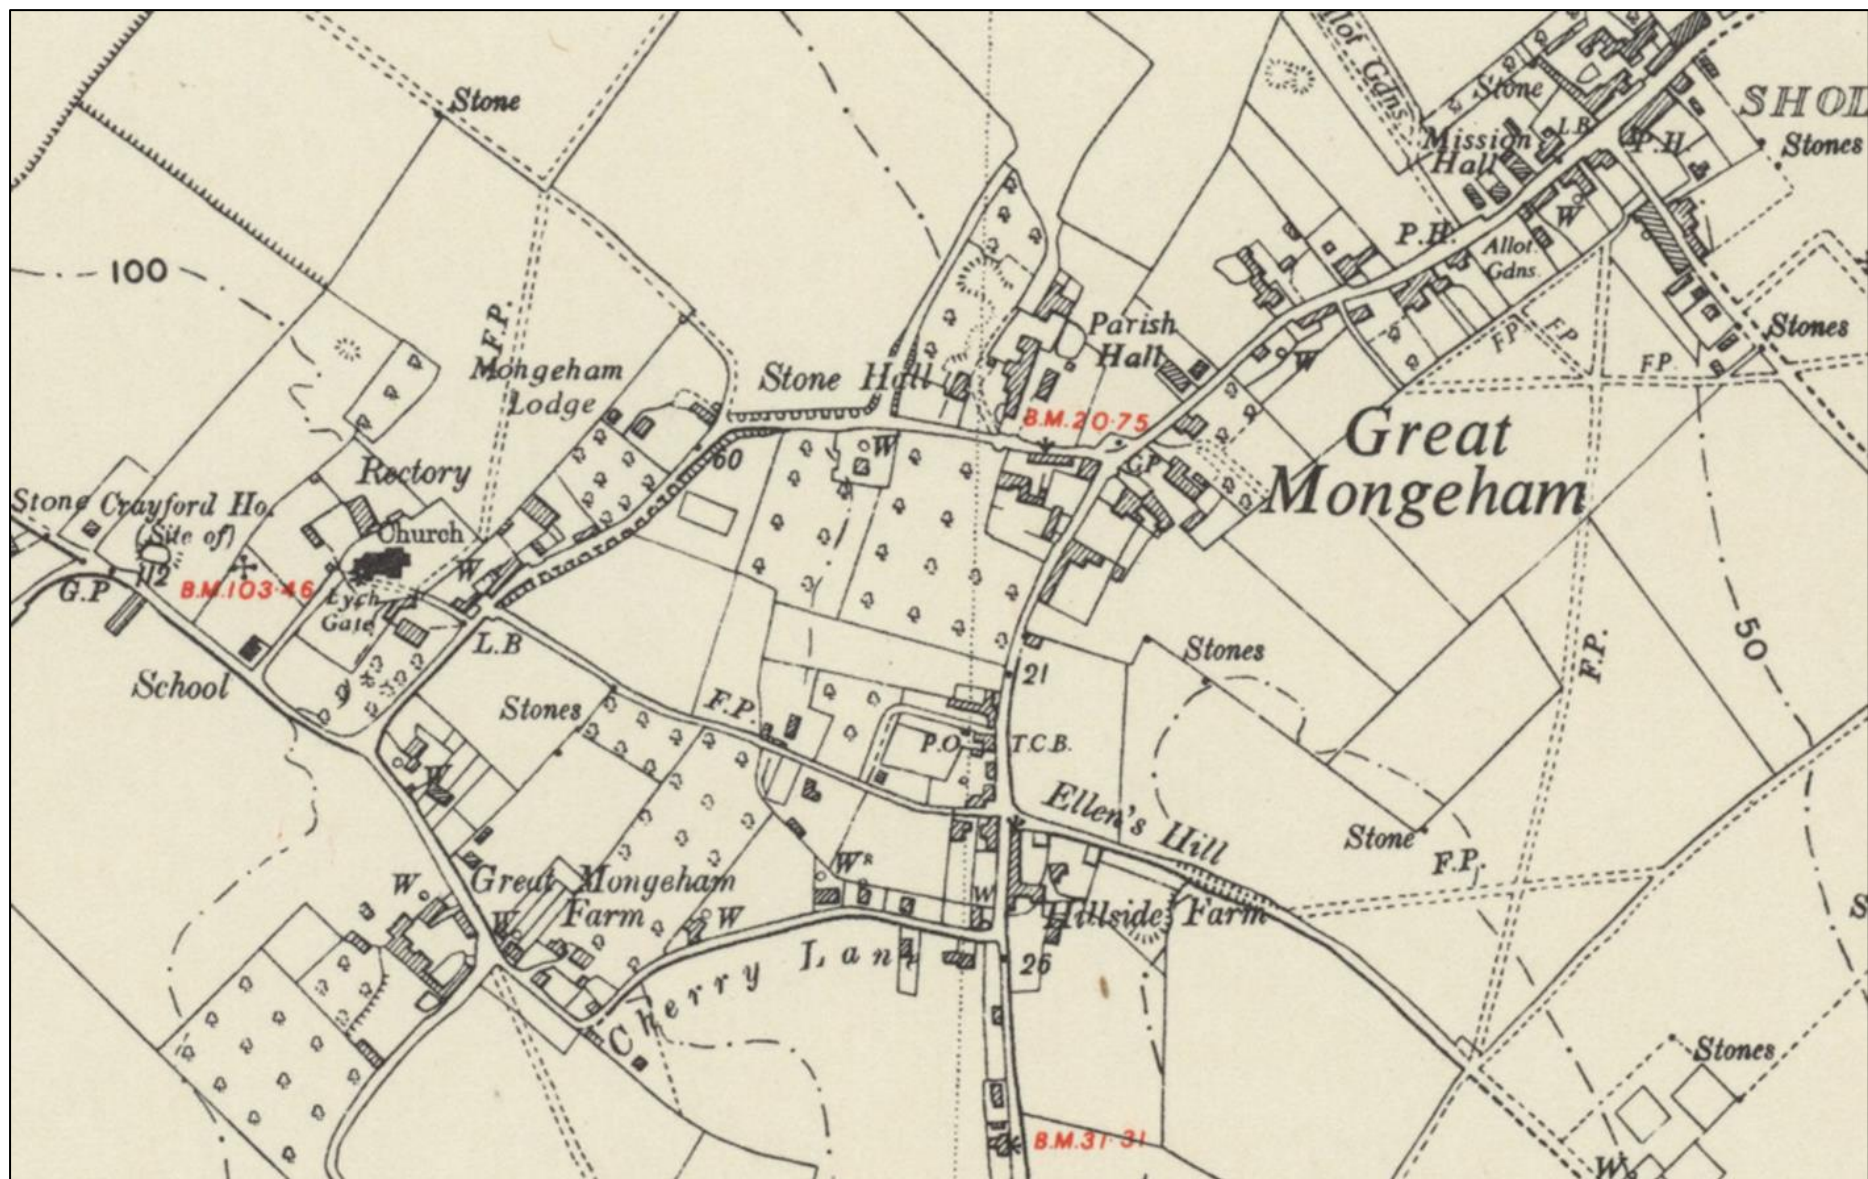 Allot Gdns.
Stone
Stone
SHOL
L.B.
P.H.
Mission
Hall
Stones
W
P.H.
Allot.
Gdns.
100
F.P.
Parish
Hall
F.P.
F.P.
F.P.
Stones
Mongeham
Lodge
Stone Hall
W
B.M.20·75
Great
Mongeham
W
60
G.P
Rectory
Stone
Crayford Ho.
(Site of)
Church
W
112
G.P
B.M.103·46
Lych
Gate
L.B
50
School
Stones
21
F.P.
Stones
F.P.
P.O.
T.C.B.
W
Ellen's Hill
Stone
F.P.
Ws
W
Great Mongeham
Farm
W
W
W
Hillside Farm
S
Cherry Lane
26
Stones
B.M.31·31
W